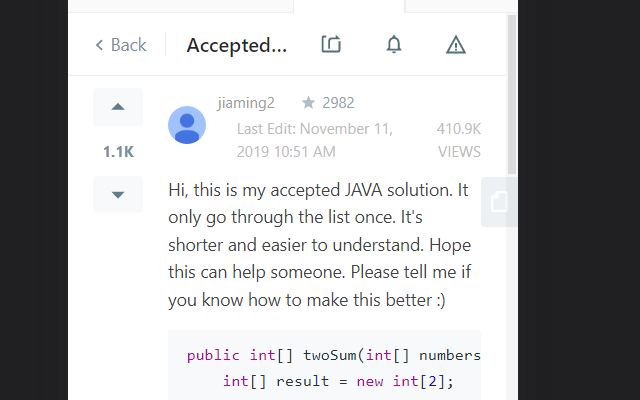 Back Accepted...
jiaming2 2982
Last Edit: November 11, 2019 10:51 AM
410.9K VIEWS
1.1K
Hi, this is my accepted JAVA solution. It
only go through the list once. It's
shorter and easier to understand. Hope
this can help someone. Please tell me if
you know how to make this better :)
public int[] twoSum(int[] numbers
int[] result = new int[2];